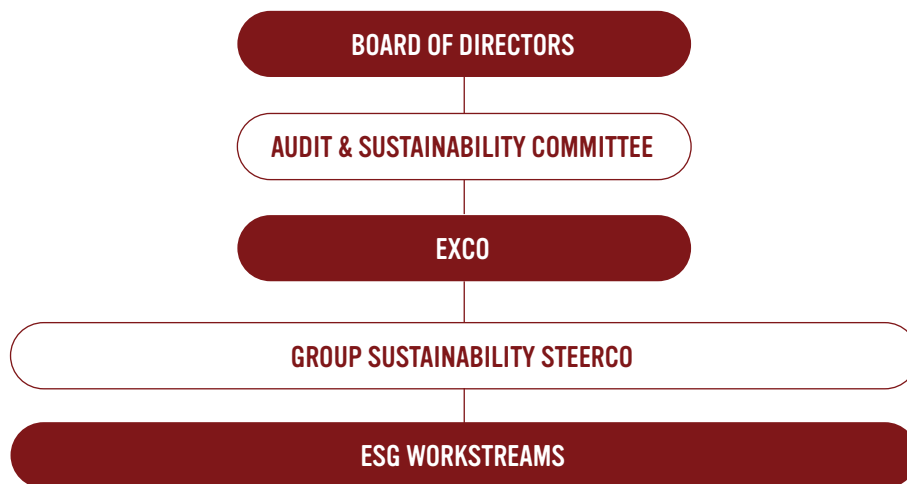 BOARD OF DIRECTORS
AUDIT & SUSTAINABILITY COMMITTEE
EXCO
GROUP SUSTAINABILITY STEERCO
ESG WORKSTREAMS